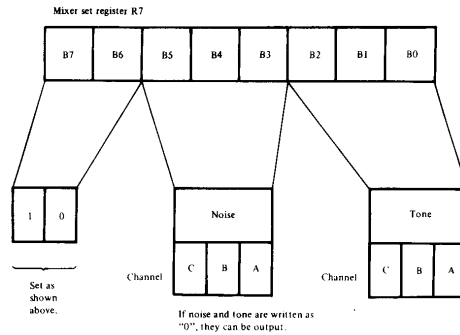 Mixer set register R7
B7 B6 B5 B4 B3 B2 B1 B0
1 0 Noise Tone
Channel C B A Channel C B A
Set as
shown
above.
If noise and tone are written as
"0", they can be output.